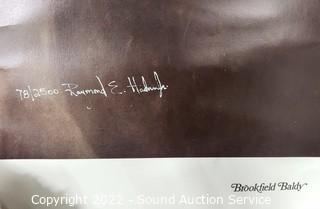 78/2500 Raymond E.
Brookfield Baldy
Copyright 2022 - Sound Auction Service